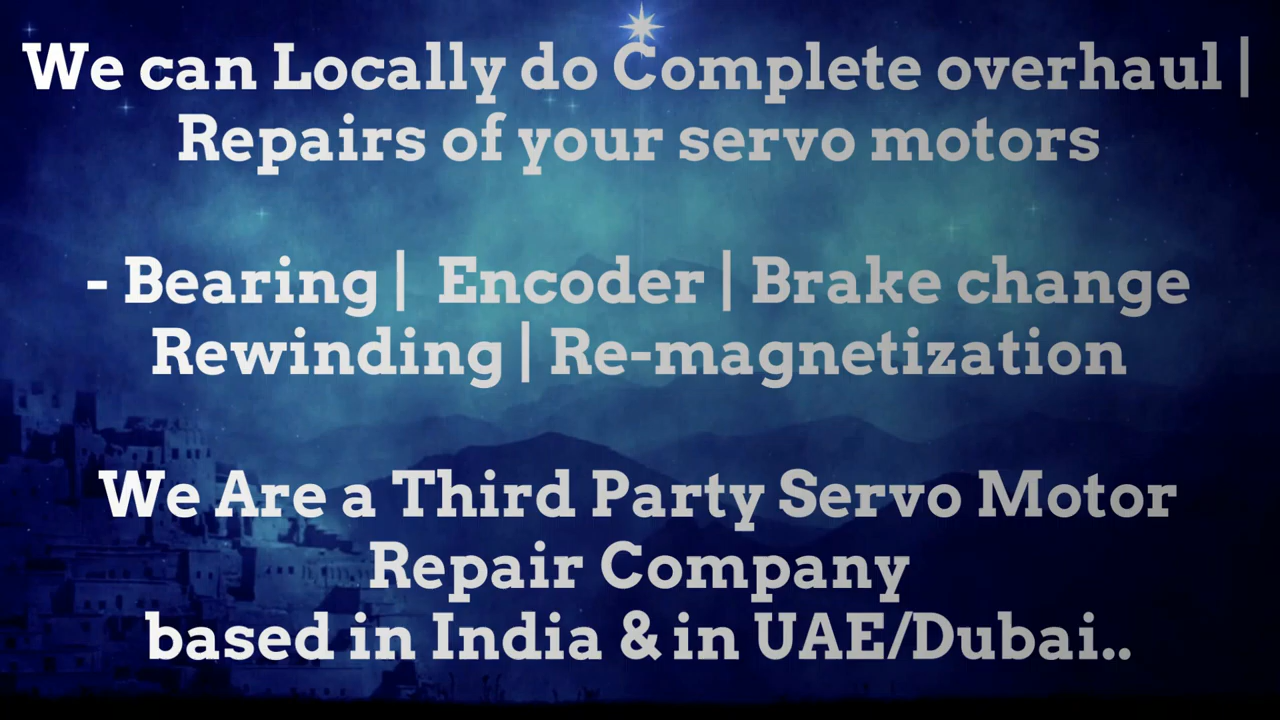 We can Locally do Complete overhaul |
Repairs of your servo motors
- Bearing | Encoder | Brake change
Rewinding | Re-magnetization
We Are a Third Party Servo Motor
Repair Company
based in India & in UAE/Dubai..